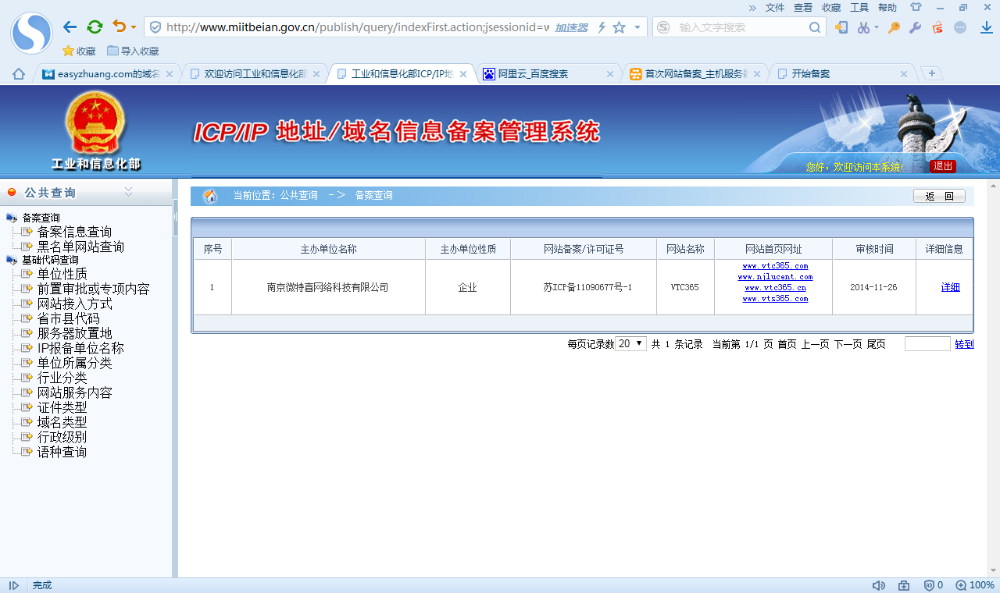 文件 查看 收藏 工具 帮助
http://www.miitbeian.gov.cn/publish/query/indexFirst.action;jsessionid=w 加速器 输入文字搜索
收藏 导入收藏
easyzhuang.com的域名 欢迎访问工业和信息化部 工业和信息化部ICP/IP地 阿里云_百度搜索 首次网站备案_主机服务 开始备案
ICP/IP 地址/域名信息备案管理系统
工业和信息化部
您好，欢迎访问本系统! 退出
公共查询
当前位置：公共查询 -> 备案查询 返 回
备案查询
备案信息查询
黑名单网站查询
基础代码查询
单位性质
前置审批或专项内容
网站接入方式
省市县代码
服务器放置地
IP报备单位名称
单位所属分类
行业分类
网站服务内容
证件类型
域名类型
行政级别
语种查询
序号 主办单位名称 主办单位性质 网站备案/许可证号 网站名称 网站首页网址 审核时间 详细信息
1 南京微特喜网络科技有限公司 企业 苏ICP备11090677号-1 VTC365 www.vtc365.com 2014-11-26 详细
www.njlucent.com
www.vtc365.cn
www.vts365.com
每页记录数 20 共 1 条记录 当前第 1/1 页 首页 上一页 下一页 尾页 转到
完成 0 100%